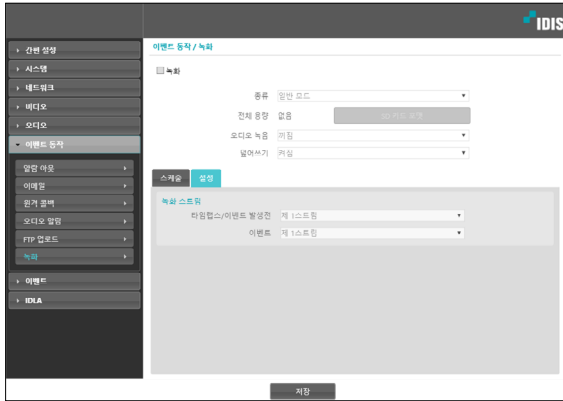 IDIS
간편 설정
시스템
네트워크
비디오
오디오
이벤트 동작
알람 아웃
이메일
원격 콜백
오디오 알람
FTP 업로드
녹화
이벤트
IDLA
이벤트 동작 / 녹화
녹화
종류 일반 모드
전체 용량 없음 SD 카드 포맷
오디오 녹음 꺼짐
덮어쓰기 켜짐
스케줄 설정
녹화 스트림
타임랩스/이벤트 발생전 제 1스트림
이벤트 제 1스트림
저장